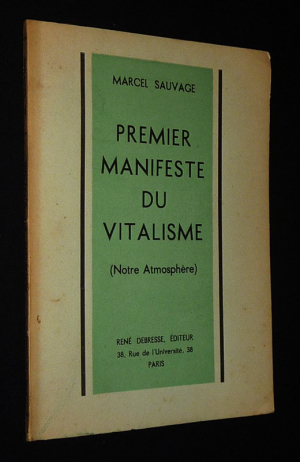 MARCEL SAUVAGE
PREMIER
MANIFESTE
DU
VITALISME
(Notre Atmosphère)
RENÉ DEBRESSE, ÉDITEUR
38, Rue de l'Université, 38
PARIS